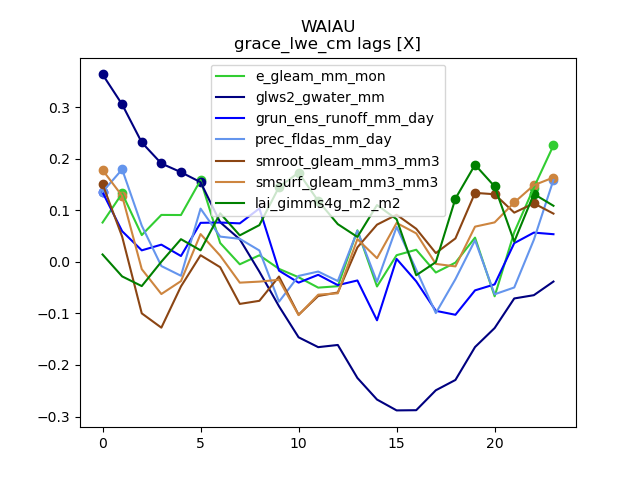 WAIAU
grace_lwe_cm lags [X]
e_gleam_mm_mon
glws2_gwater_mm
grun_ens_runoff_mm_day
prec_fldas_mm_day
smroot_gleam_mm3_mm3
smsurf_gleam_mm3_mm3
lai_gimms4g_m2_m2
0.3
0.2
0.1
0.0
−0.1
−0.2
−0.3
0 5 10 15 20